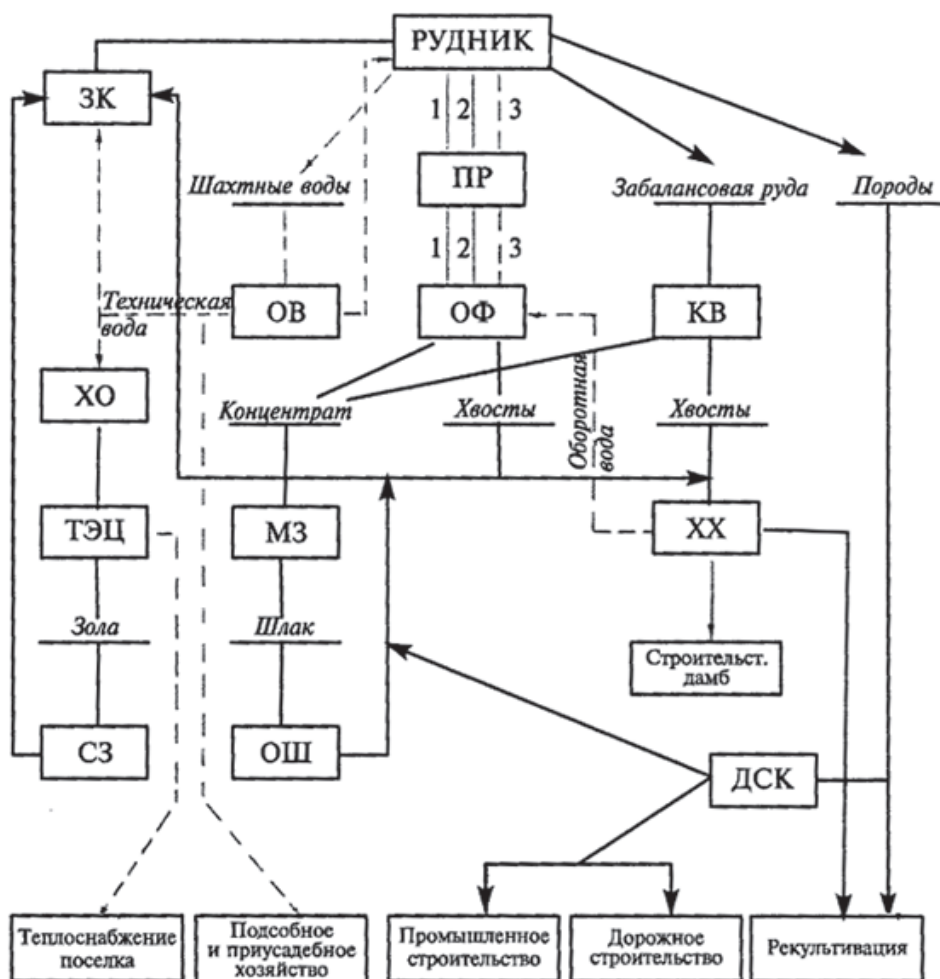 РУДНИК
ЗК
1 2 3
ПР
Шахтные воды
Забалансовая руда
Породы
1 2 3
Техническая
вода
ОВ
ОФ
КВ
ХО
Концентрат
Хвосты
Оборотная
вода
Хвосты
ТЭЦ
МЗ
ХХ
Зола
Шлак
Строительст.
дамб
СЗ
ОШ
ДСК
Теплоснабжение
поселка
Подсобное
и приусадебное
хозяйство
Промышленное
строительство
Дорожное
строительство
Рекультивация